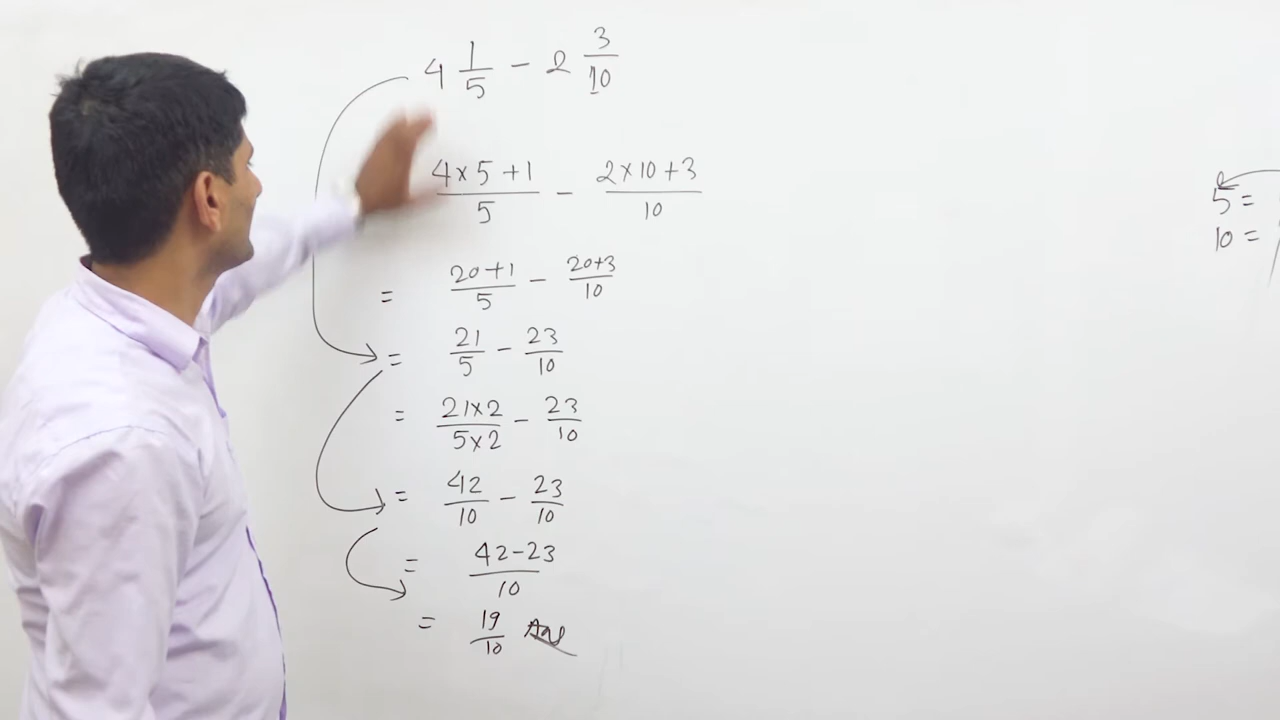 4 1/5 - 2 3/10
4×5+1/5 - 2×10+3/10
= 20+1/5 - 20+3/10
= 21/5 - 23/10
= 21×2/5×2 - 23/10
= 42/10 - 23/10
= 42-23/10
= 19/10 Ans
5 =
10 =